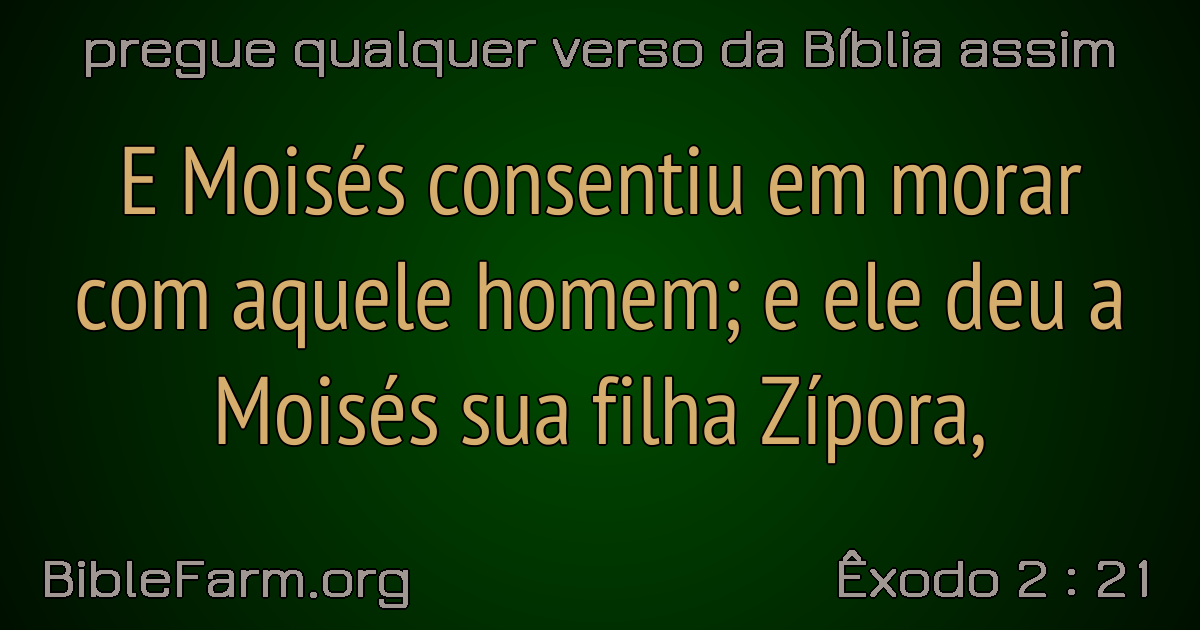 pregue qualquer verso da Bíblia assim
E Moisés consentiu em morar
com aquele homem; e ele deu a
Moisés sua filha Zípora,
BibleFarm.org
Êxodo 2 : 21